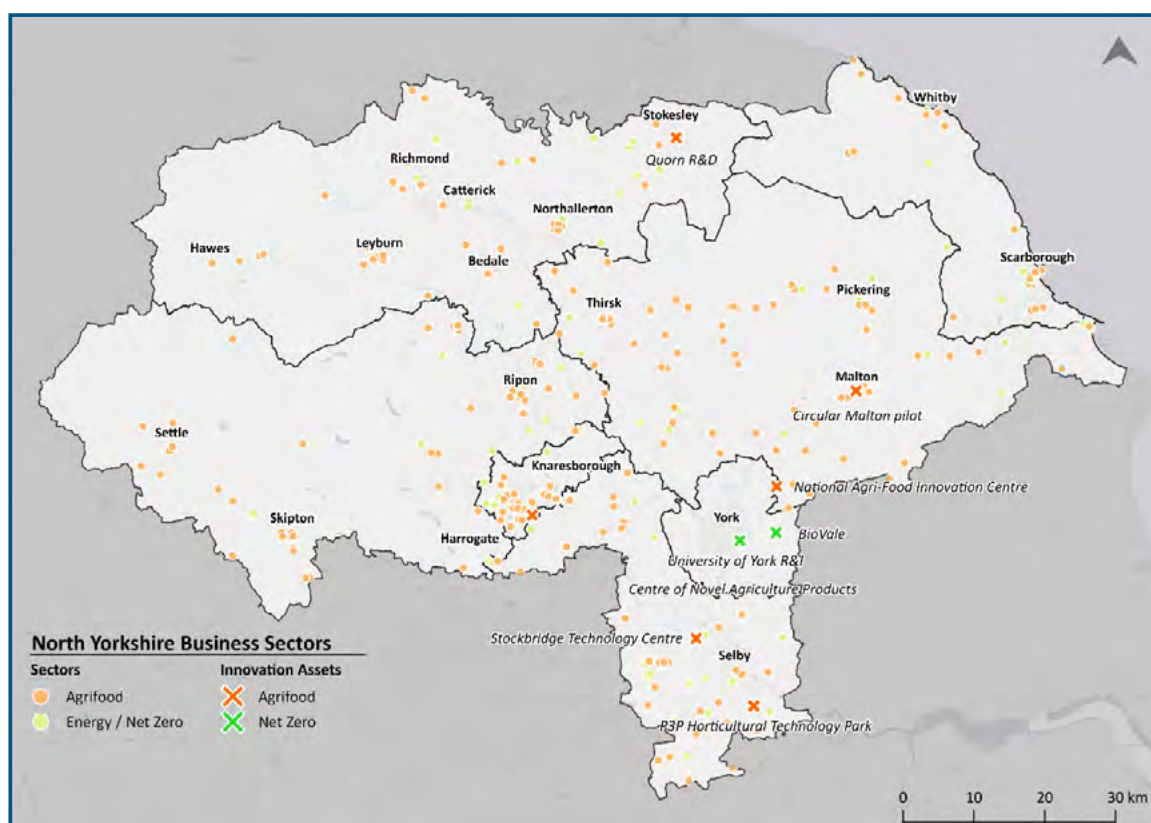 Whitby
Stokesley
Quorn R&D
Richmond
Catterick
Northallerton
Hawes
Leyburn
Bedale
Scarborough
Thirsk
Pickering
Ripon
Malton
Circular Malton pilot
Settle
Knaresborough
National Agri-Food Innovation Centre
Skipton
York
Harrogate
BioVale
University of York R&I
Centre of Novel Agriculture Products
Stockbridge Technology Centre
Selby
P3P Horticultural Technology Park
North Yorkshire Business Sectors
Sectors Innovation Assets
Agrifood Agrifood
Energy / Net Zero Net Zero
0 10 20 30 km